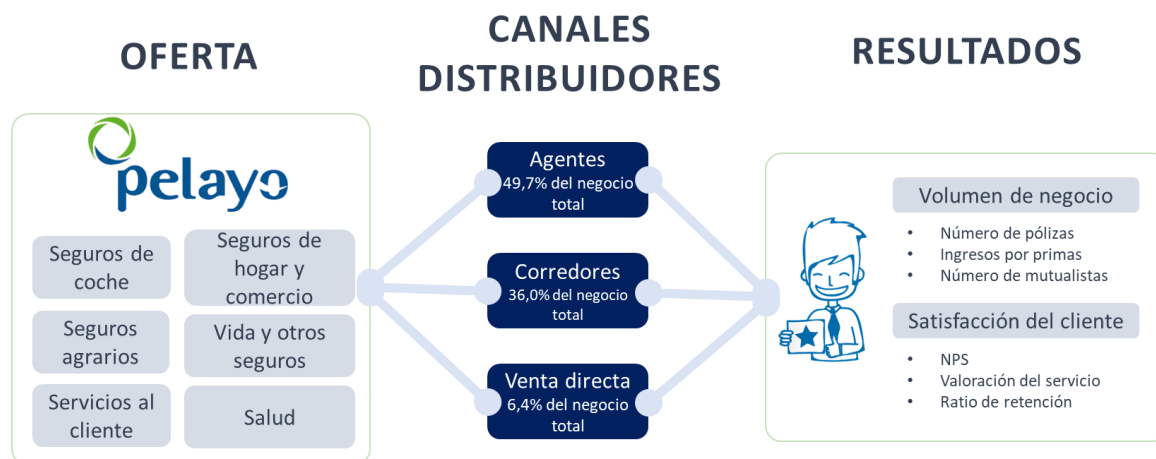 OFERTA
CANALES
DISTRIBUIDORES
RESULTADOS
pelayo
Seguros de
coche
Seguros de
hogar y
comercio
Seguros
agrarios
Vida y otros
seguros
Servicios al
cliente
Salud
Agentes
49,7% del negocio
total
Corredores
36,0% del negocio
total
Venta directa
6,4% del negocio
total
Volumen de negocio
• Número de pólizas
• Ingresos por primas
• Número de mutualistas
Satisfacción del cliente
• NPS
• Valoración del servicio
• Ratio de retención